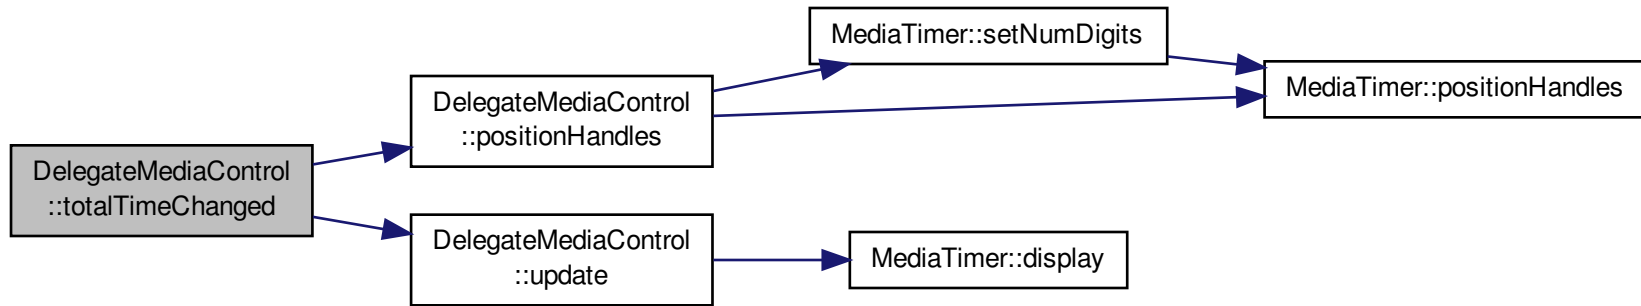 DelegateMediaControl
::totalTimeChanged
DelegateMediaControl
::positionHandles
MediaTimer::setNumDigits
MediaTimer::positionHandles
DelegateMediaControl
::update
MediaTimer::display